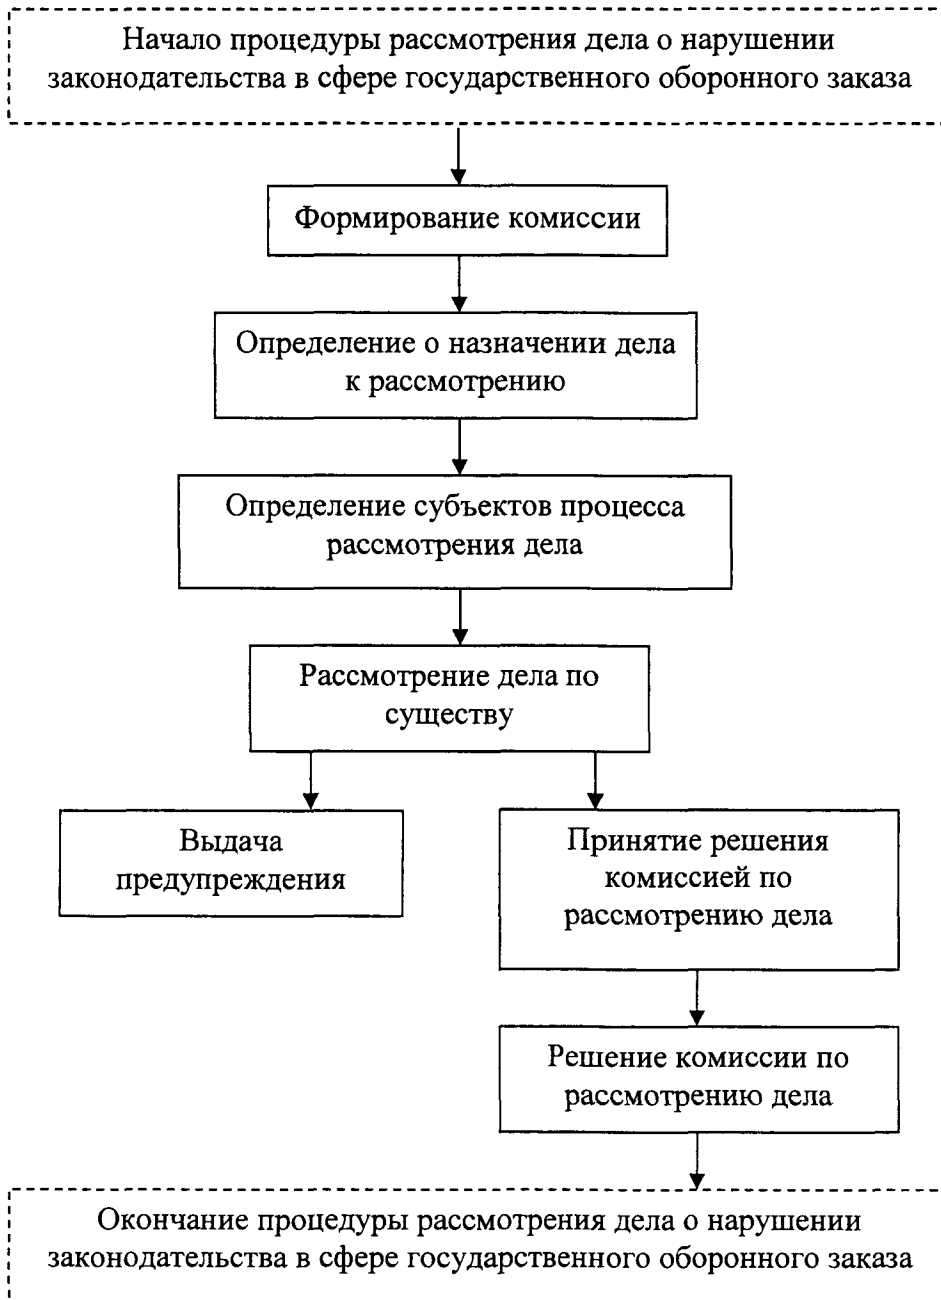 Начало процедуры рассмотрения дела о нарушении
законодательства в сфере государственного оборонного заказа
Формирование комиссии
Определение о назначении дела
к рассмотрению
Определение субъектов процесса
рассмотрения дела
Рассмотрение дела по
существу
Выдача
предупреждения
Принятие решения
комиссией по
рассмотрению дела
Решение комиссии по
рассмотрению дела
Окончание процедуры рассмотрения дела о нарушении
законодательства в сфере государственного оборонного заказа